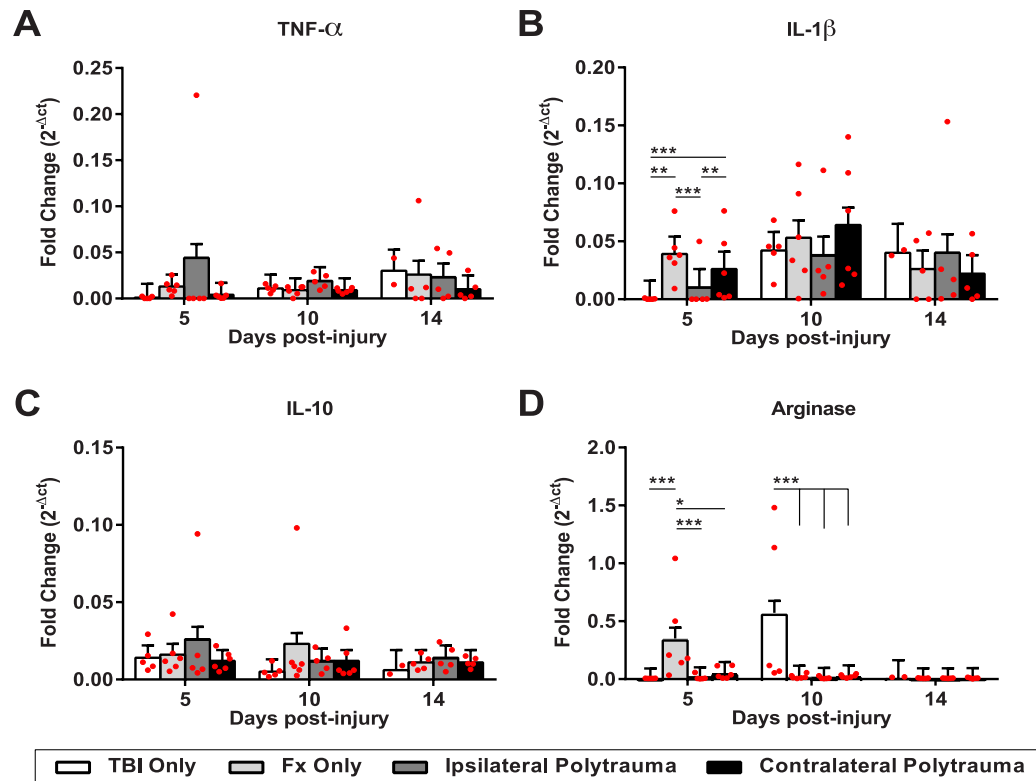 A
TNF-α
Fold Change (2^-Δct)
0.25
0.20
0.15
0.10
0.05
0.00
5
10
14
Days post-injury
B
IL-1β
Fold Change (2^-Δct)
0.20
0.15
0.10
0.05
0.00
***
**
**
***
5
10
14
Days post-injury
C
IL-10
Fold Change (2^-Δct)
0.15
0.10
0.05
0.00
5
10
14
Days post-injury
D
Arginase
Fold Change (2^-Δct)
2.0
1.5
1.0
0.5
0.0
***
*
***
***
5
10
14
Days post-injury
TBI Only
Fx Only
Ipsilateral Polytrauma
Contralateral Polytrauma